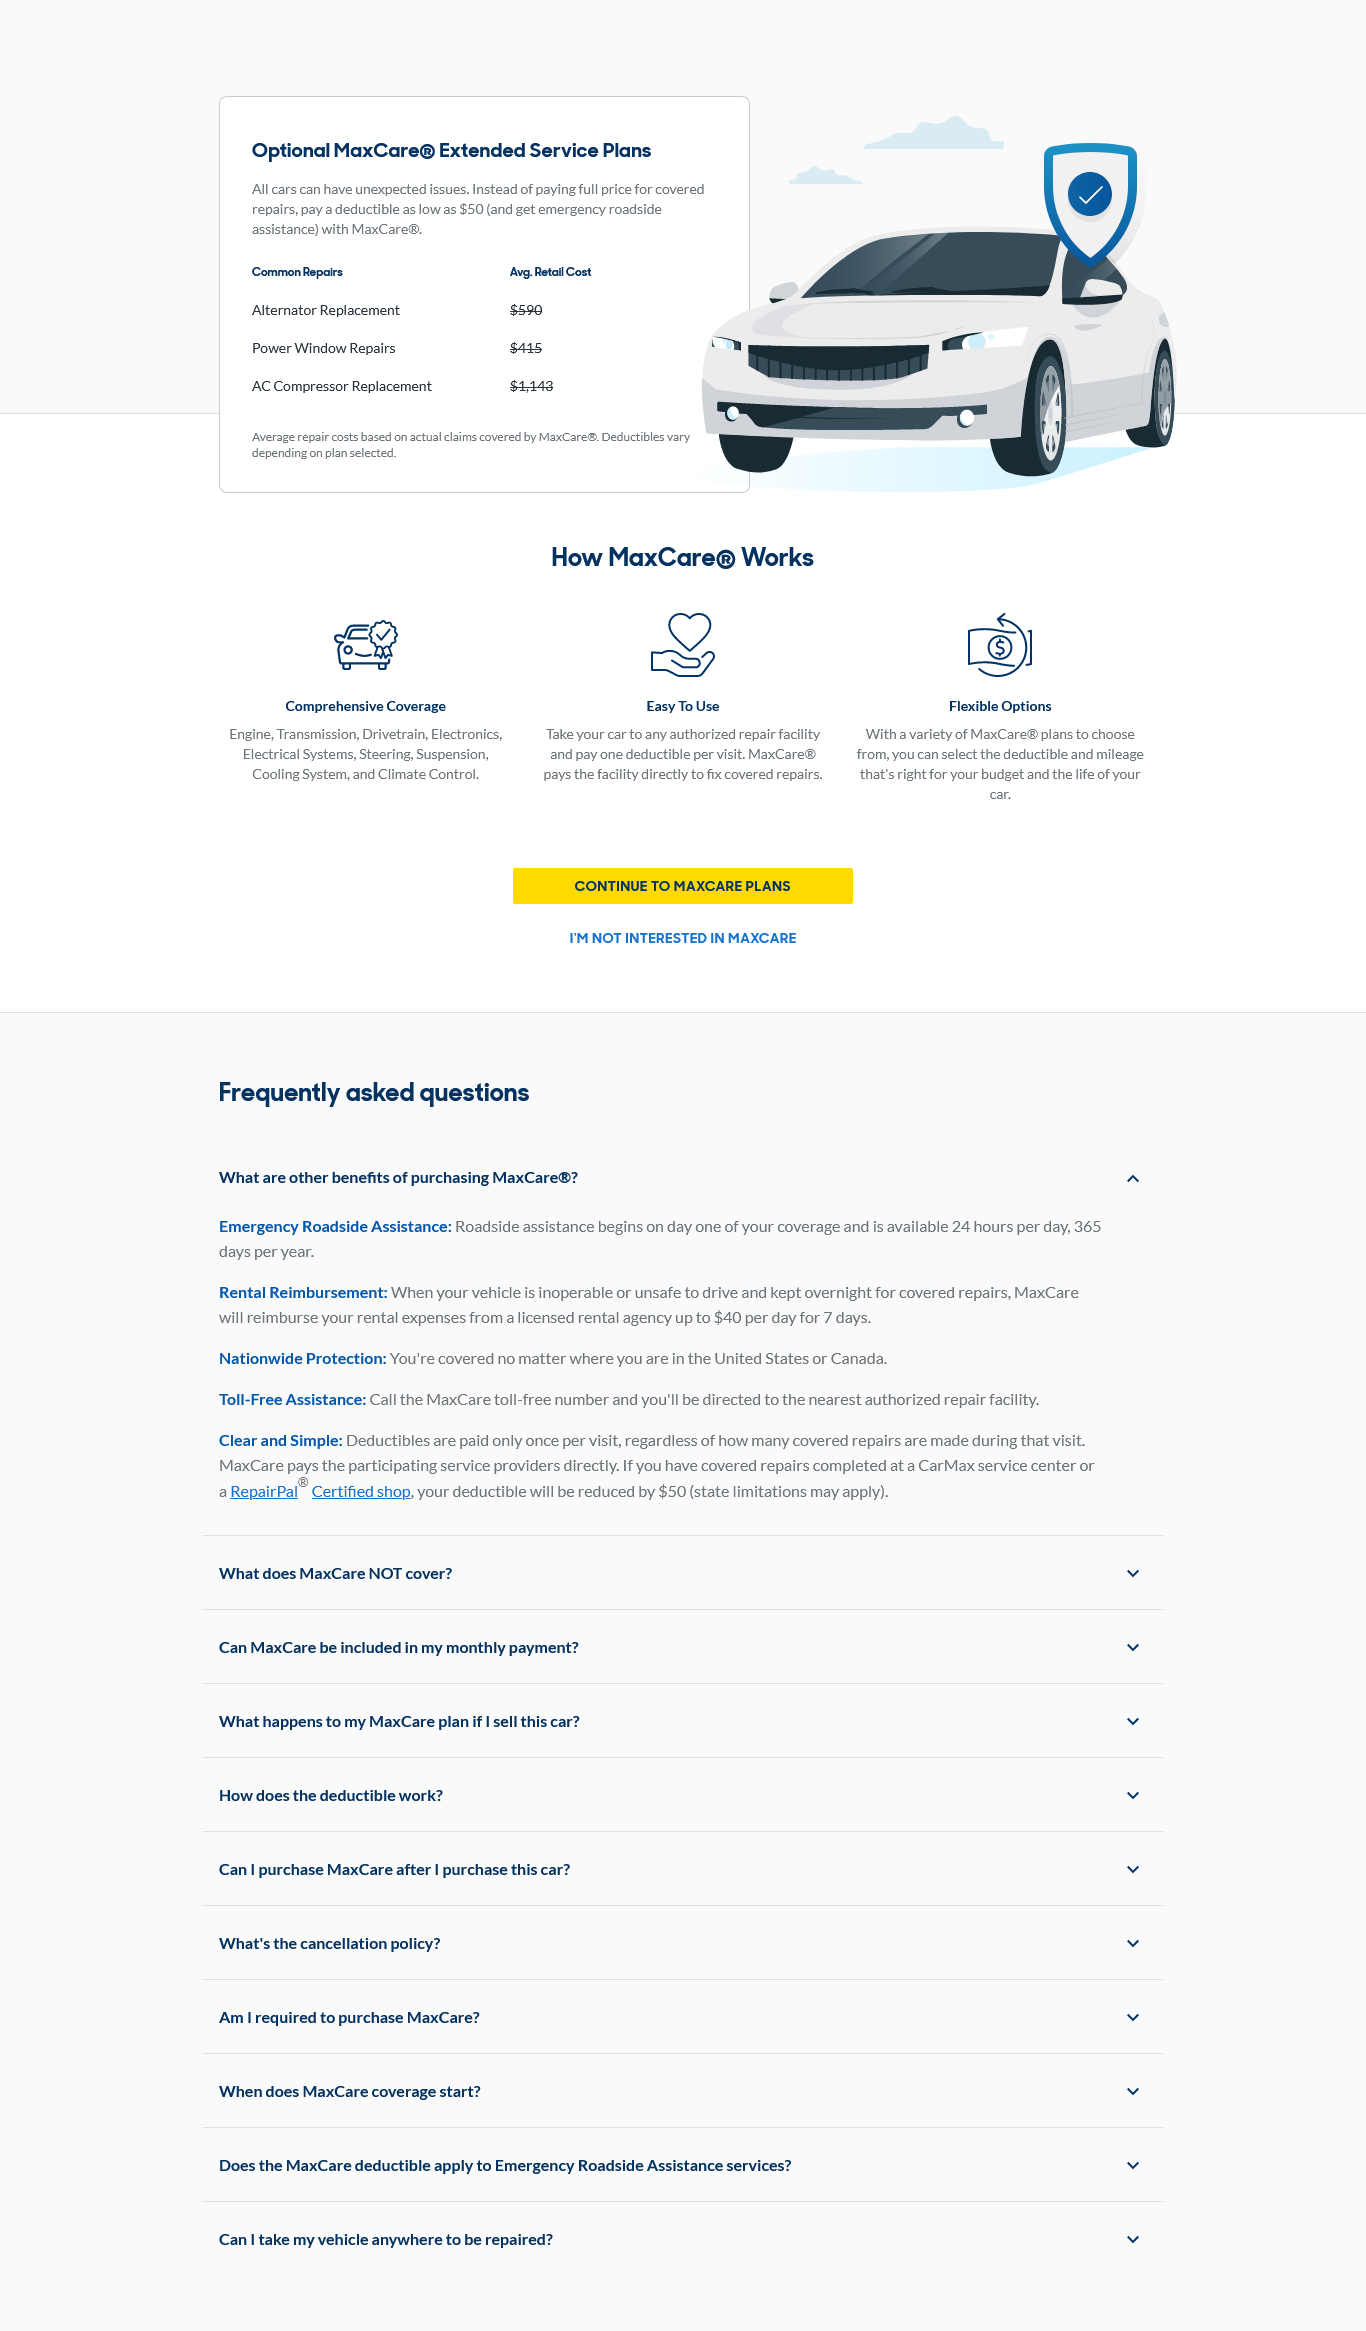 Optional MaxCare® Extended Service Plans
All cars can have unexpected issues. Instead of paying full price for covered
repairs, pay a deductible as low as $50 (and get emergency roadside
assistance) with MaxCare®.
Common Repairs Avg. Retail Cost
Alternator Replacement $590
Power Window Repairs $415
AC Compressor Replacement $1,143
Average repair costs based on actual claims covered by MaxCare®. Deductibles vary
depending on plan selected.
How MaxCare® Works
Comprehensive Coverage
Engine, Transmission, Drivetrain, Electronics,
Electrical Systems, Steering, Suspension,
Cooling System, and Climate Control.
Easy To Use
Take your car to any authorized repair facility
and pay one deductible per visit. MaxCare®
pays the facility directly to fix covered repairs.
Flexible Options
With a variety of MaxCare® plans to choose
from, you can select the deductible and mileage
that's right for your budget and the life of your
car.
CONTINUE TO MAXCARE PLANS
I'M NOT INTERESTED IN MAXCARE
Frequently asked questions
What are other benefits of purchasing MaxCare®?
Emergency Roadside Assistance: Roadside assistance begins on day one of your coverage and is available 24 hours per day, 365
days per year.
Rental Reimbursement: When your vehicle is inoperable or unsafe to drive and kept overnight for covered repairs, MaxCare
will reimburse your rental expenses from a licensed rental agency up to $40 per day for 7 days.
Nationwide Protection: You're covered no matter where you are in the United States or Canada.
Toll-Free Assistance: Call the MaxCare toll-free number and you'll be directed to the nearest authorized repair facility.
Clear and Simple: Deductibles are paid only once per visit, regardless of how many covered repairs are made during that visit.
MaxCare pays the participating service providers directly. If you have covered repairs completed at a CarMax service center or
a RepairPal® Certified shop, your deductible will be reduced by $50 (state limitations may apply).
What does MaxCare NOT cover?
Can MaxCare be included in my monthly payment?
What happens to my MaxCare plan if I sell this car?
How does the deductible work?
Can I purchase MaxCare after I purchase this car?
What's the cancellation policy?
Am I required to purchase MaxCare?
When does MaxCare coverage start?
Does the MaxCare deductible apply to Emergency Roadside Assistance services?
Can I take my vehicle anywhere to be repaired?